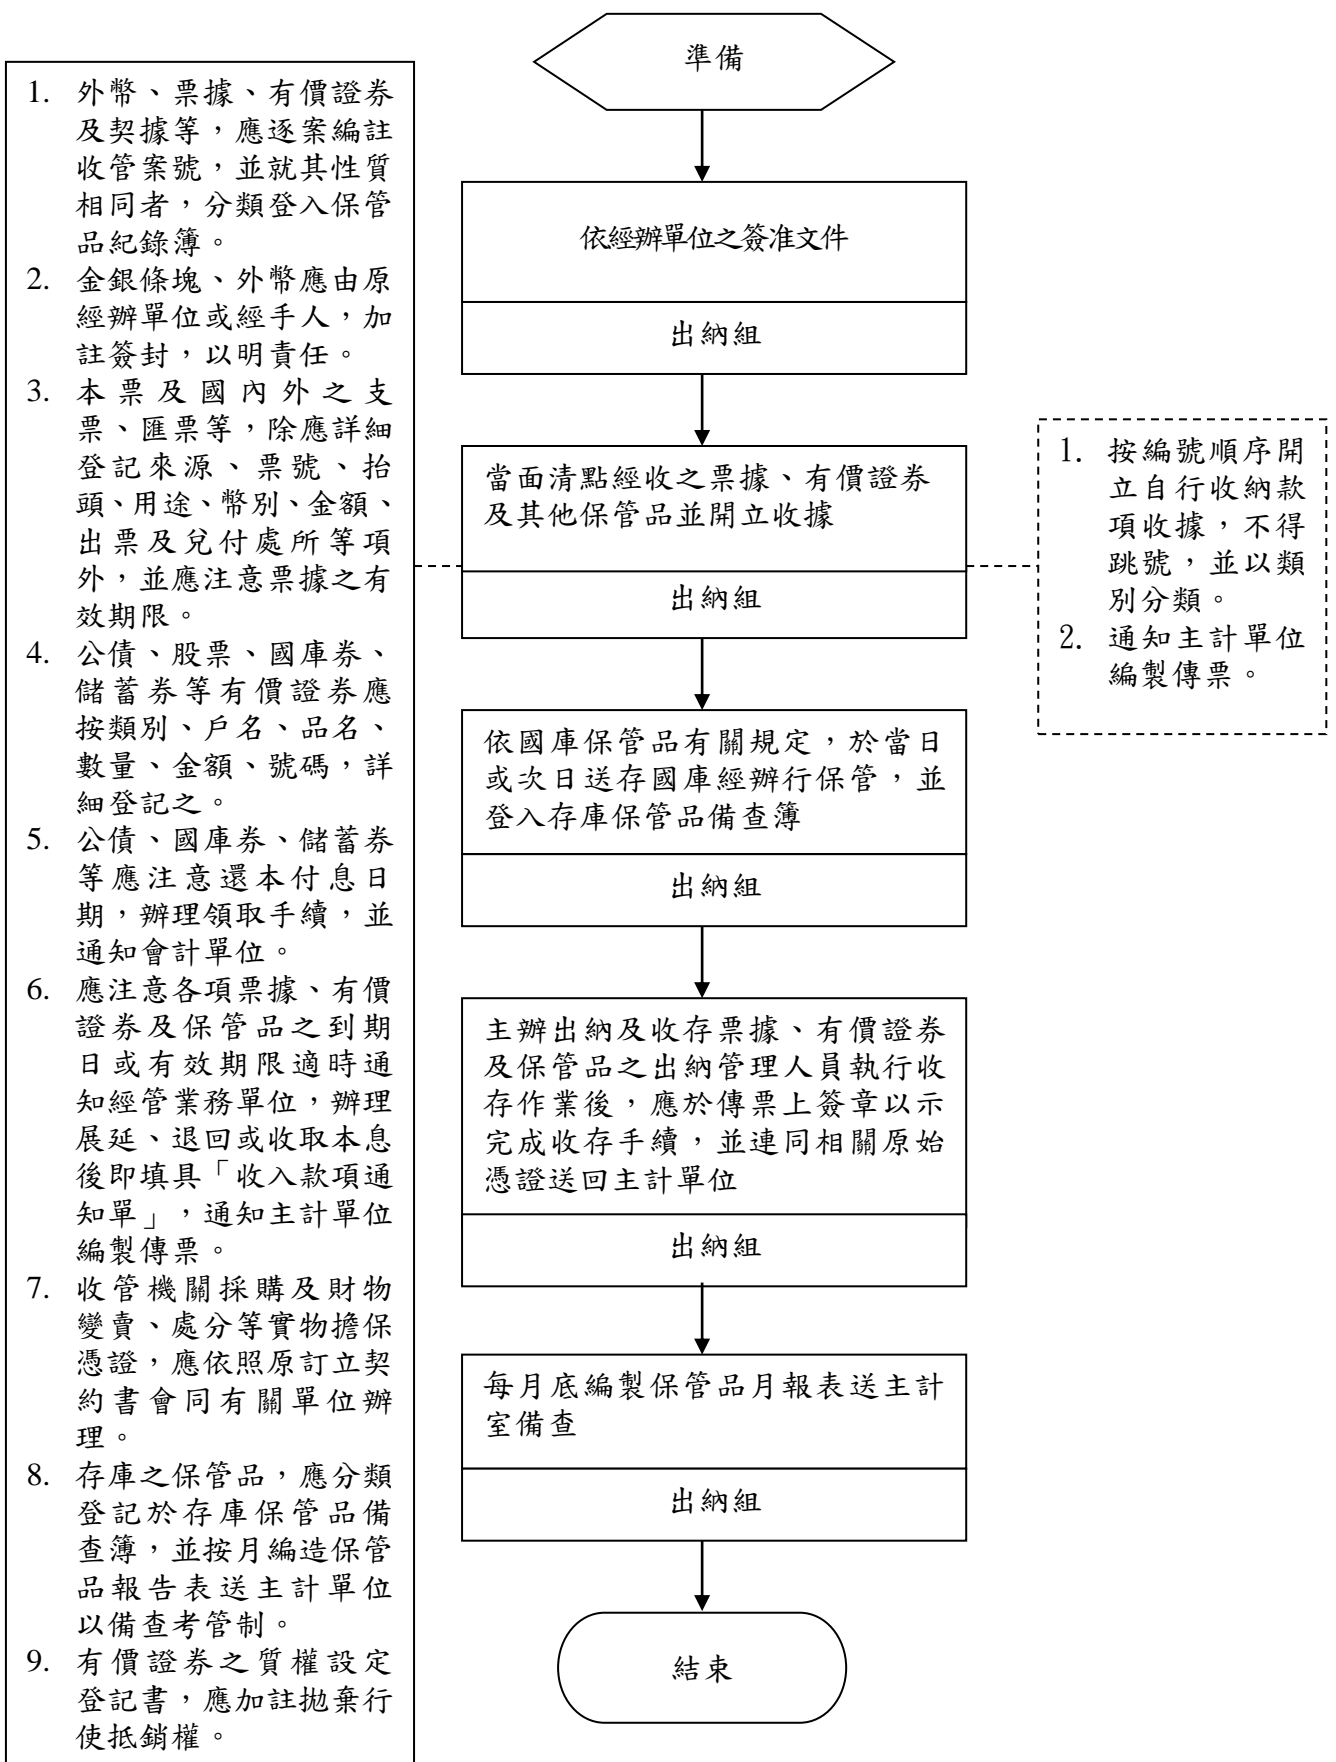 準備
1. 外幣、票據、有價證券
及契據等，應逐案編註
收管案號，並就其性質
相同者，分類登入保管
品紀錄簿。
2. 金銀條塊、外幣應由原
經辦單位或經手人，加
註簽封，以明責任。
3. 本票及國內外之支
票、匯票等，除應詳細
登記來源、票號、抬
頭、用途、幣別、金額、
出票及兌付處所等項
外，並應注意票據之有
效期限。
4. 公債、股票、國庫券、
儲蓄券等有價證券應
按類別、戶名、品名、
數量、金額、號碼，詳
細登記之。
5. 公債、國庫券、儲蓄券
等應注意還本付息日
期，辦理領取手續，並
通知會計單位。
6. 應注意各項票據、有價
證券及保管品之到期
日或有效期限適時通
知經管業務單位，辦理
展延、退回或收取本息
後即填具「收入款項通
知單」，通知主計單位
編製傳票。
7. 收管機關採購及財物
變賣、處分等實物擔保
憑證，應依照原訂立契
約書會同有關單位辦
理。
8. 存庫之保管品，應分類
登記於存庫保管品備
查簿，並按月編造保管
品報告表送主計單位
以備查考管制。
9. 有價證券之質權設定
登記書，應加註拋棄行
使抵銷權。
依經辦單位之簽准文件
出納組
當面清點經收之票據、有價證券
及其他保管品並開立收據
出納組
1. 按編號順序開
立自行收納款
項收據，不得
跳號，並以類
別分類。
2. 通知主計單位
編製傳票。
依國庫保管品有關規定，於當日
或次日送存國庫經辦行保管，並
登入存庫保管品備查簿
出納組
主辦出納及收存票據、有價證券
及保管品之出納管理人員執行收
存作業後，應於傳票上簽章以示
完成收存手續，並連同相關原始
憑證送回主計單位
出納組
每月底編製保管品月報表送主計
室備查
出納組
結束